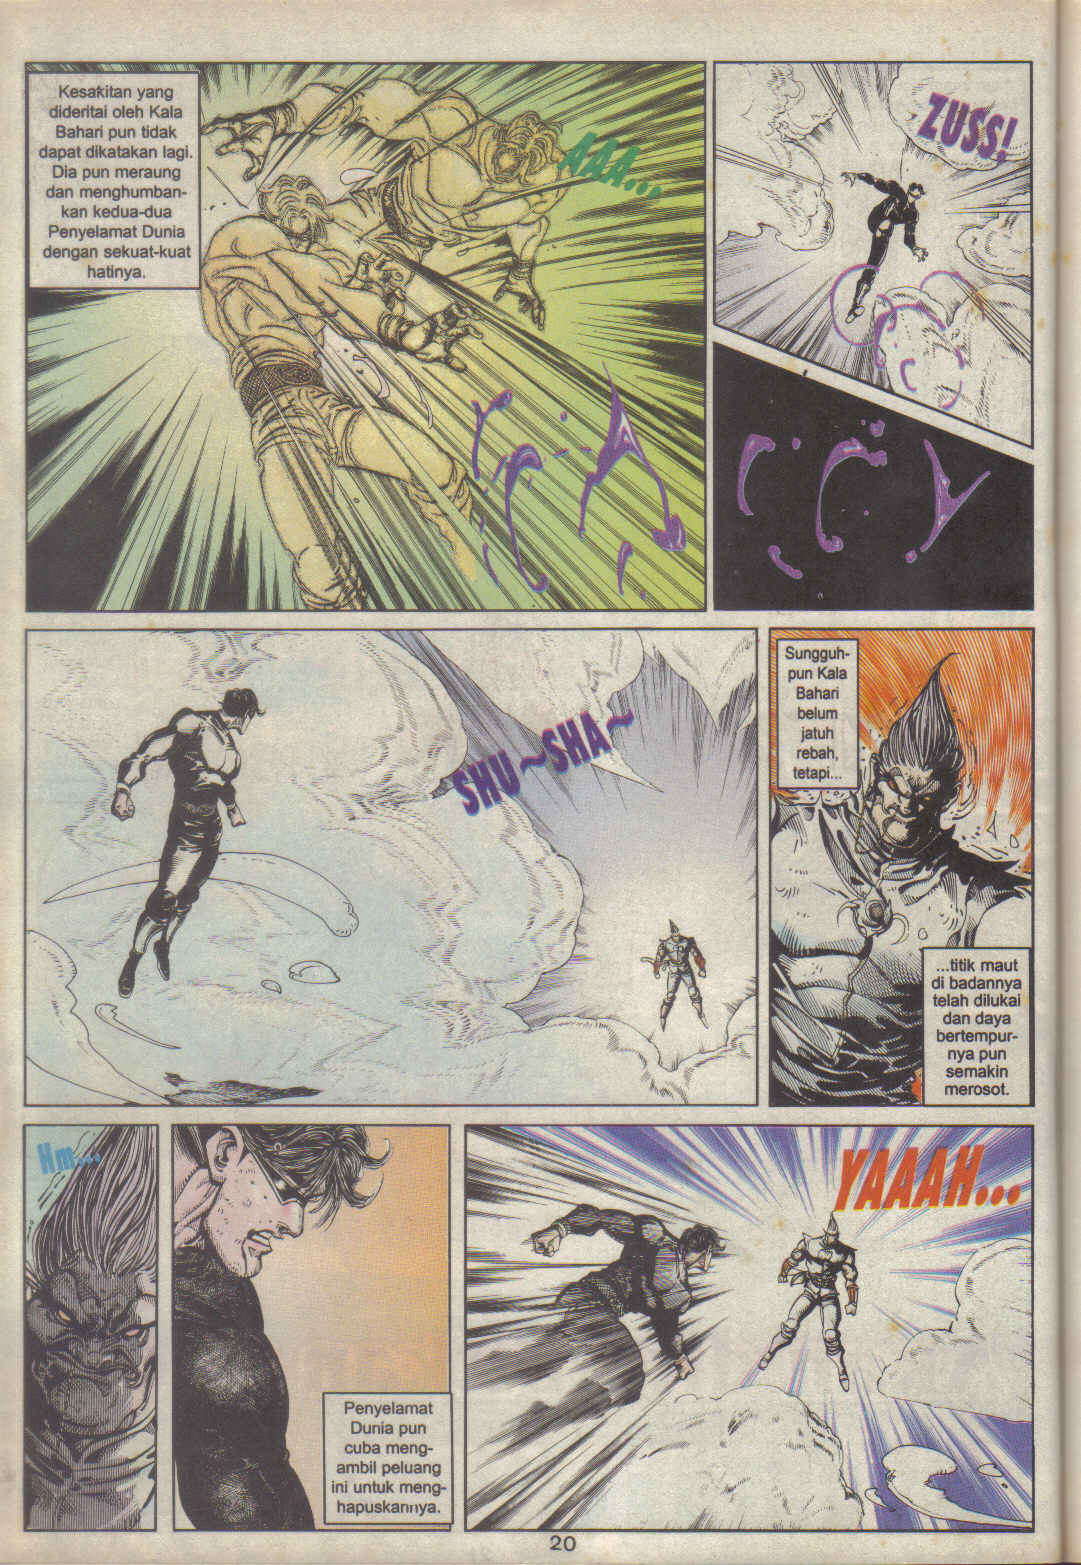 Kesakitan yang
dideritai oleh Kala
Bahari pun tidak
dapat dikatakan lagi.
Dia pun meraung
dan menghumban-
kan kedua-dua
Penyelamat Dunia
dengan sekuat-kuat
hatinya.
AAA...
ZUSS!
SHU~SHA~
Sungguh-
pun Kala
Bahari
belum
jatuh
rebah,
tetapi...
...titik maut
di badannya
telah dilukai
dan daya
bertempur-
nya pun
semakin
merosot.
Hm...
Penyelamat
Dunia pun
cuba meng-
ambil peluang
ini untuk meng-
hapuskannya.
YAAAH...
20